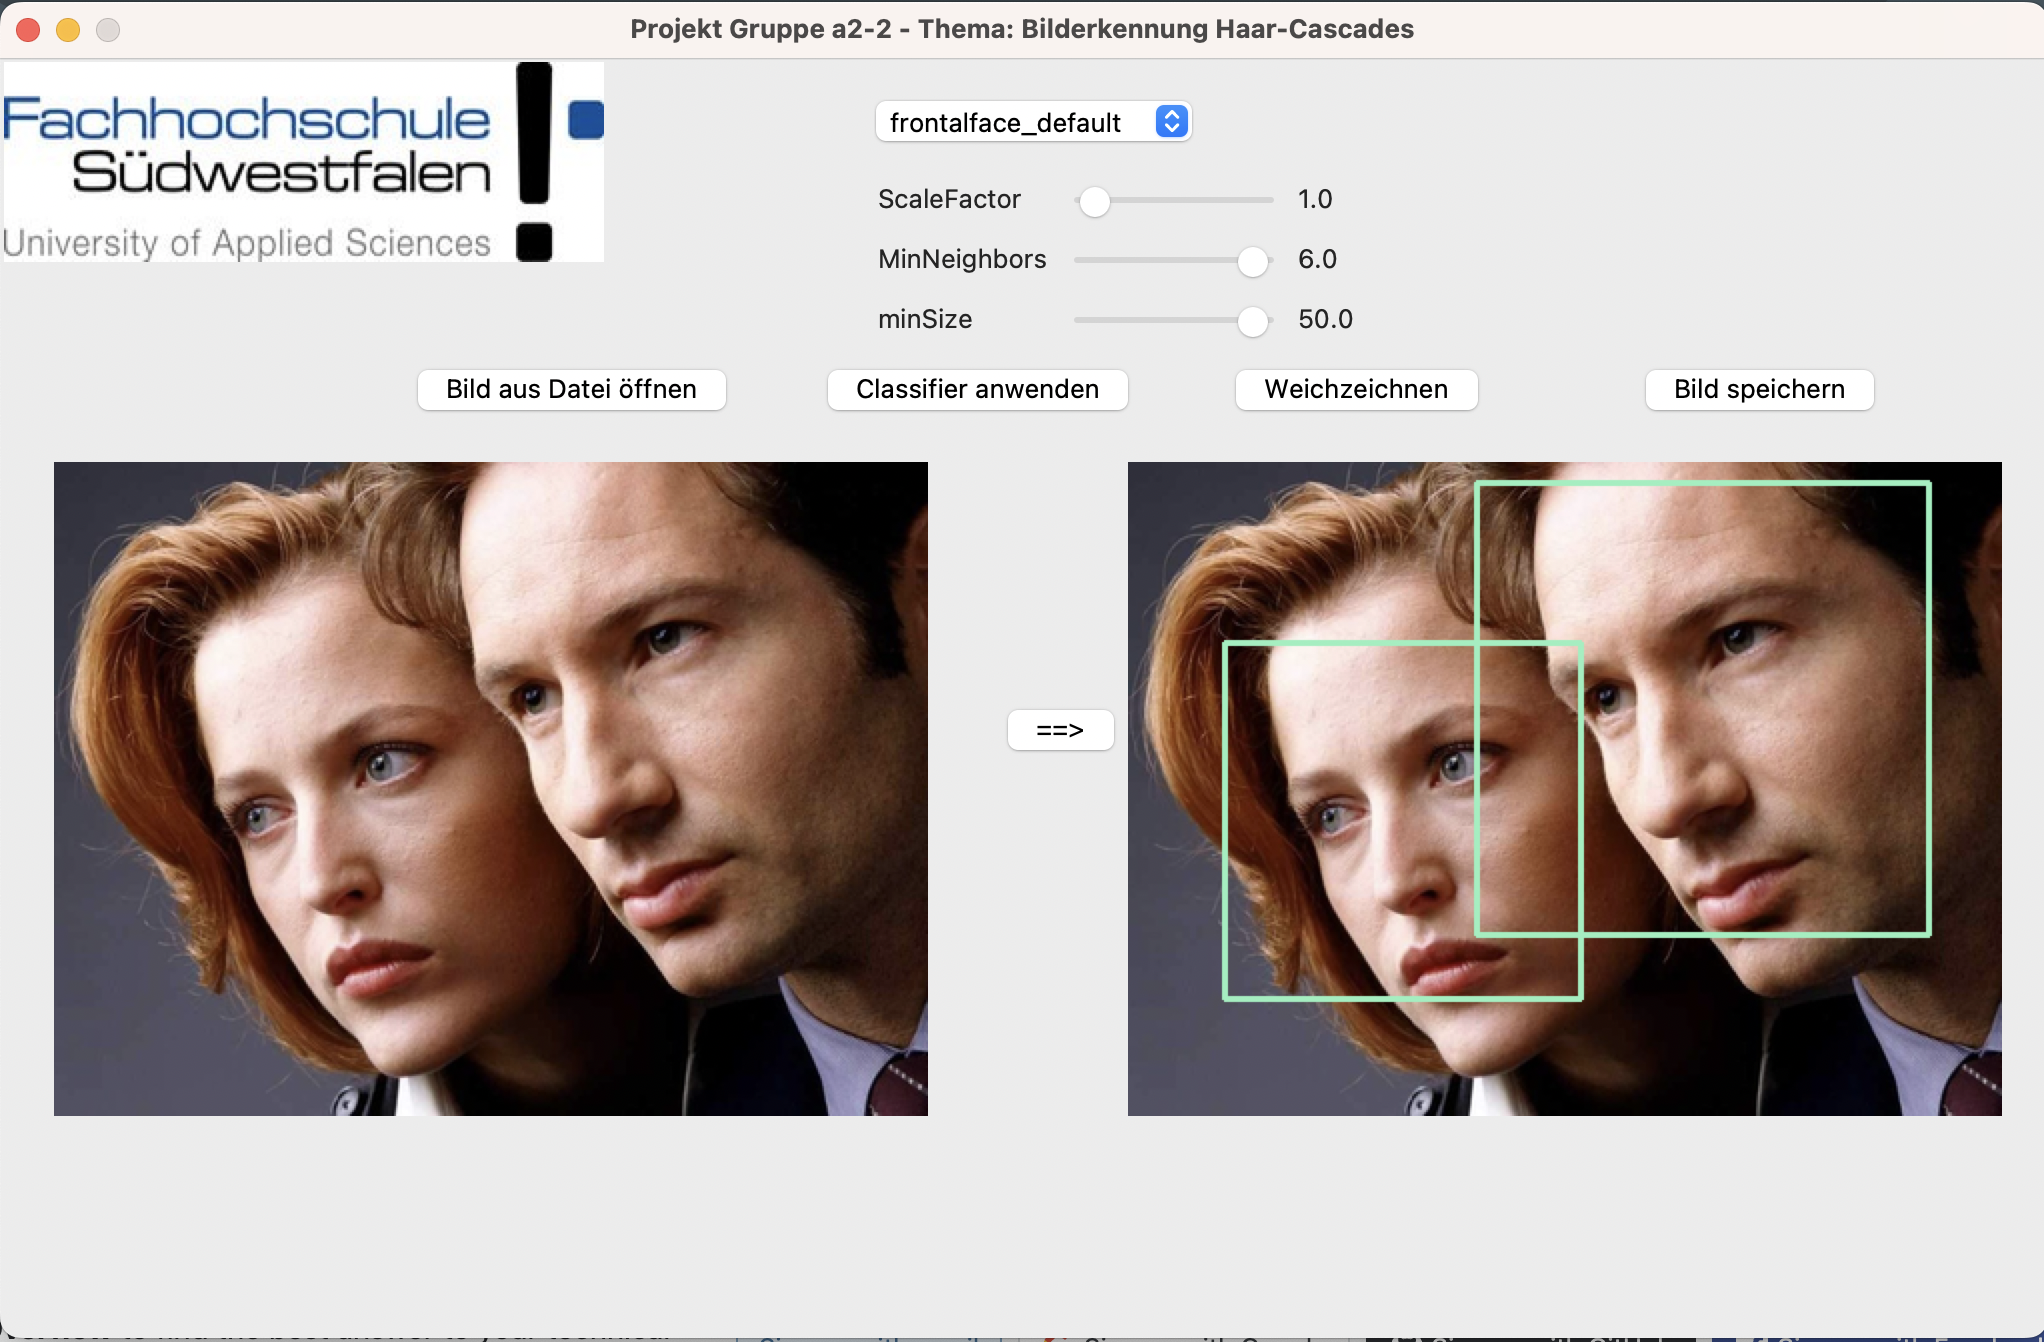 Projekt Gruppe a2-2 - Thema: Bilderkennung Haar-Cascades
Fachhochschule
Südwestfalen
University of Applied Sciences
frontalface_default
ScaleFactor 1.0
MinNeighbors 6.0
minSize 50.0
Bild aus Datei öffnen Classifier anwenden Weichzeichnen Bild speichern
==>